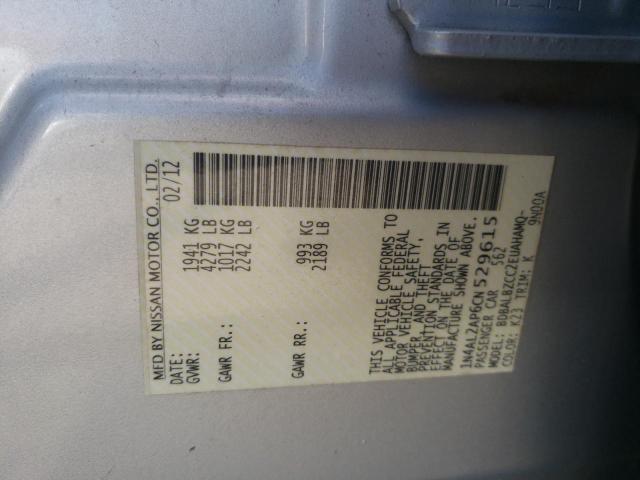 MFD BY NISSAN MOTOR CO., LTD.
DATE: 02/12
GVWR: 1941 KG
4279 LB
GAWR FR.: 1017 KG
2242 LB
GAWR RR.: 993 KG
2189 LB
THIS VEHICLE CONFORMS TO
ALL APPLICABLE FEDERAL
MOTOR VEHICLE SAFETY,
BUMPER, AND THEFT
PREVENTION STANDARDS IN
EFFECT ON THE DATE OF
MANUFACTURE SHOWN ABOVE.
1N4AL2AP6CN529615
PASSENGER CAR S62
MODEL: BDBALBZCC2EUAHAMQ-
COLOR: K23 TRIM: K 9N00A